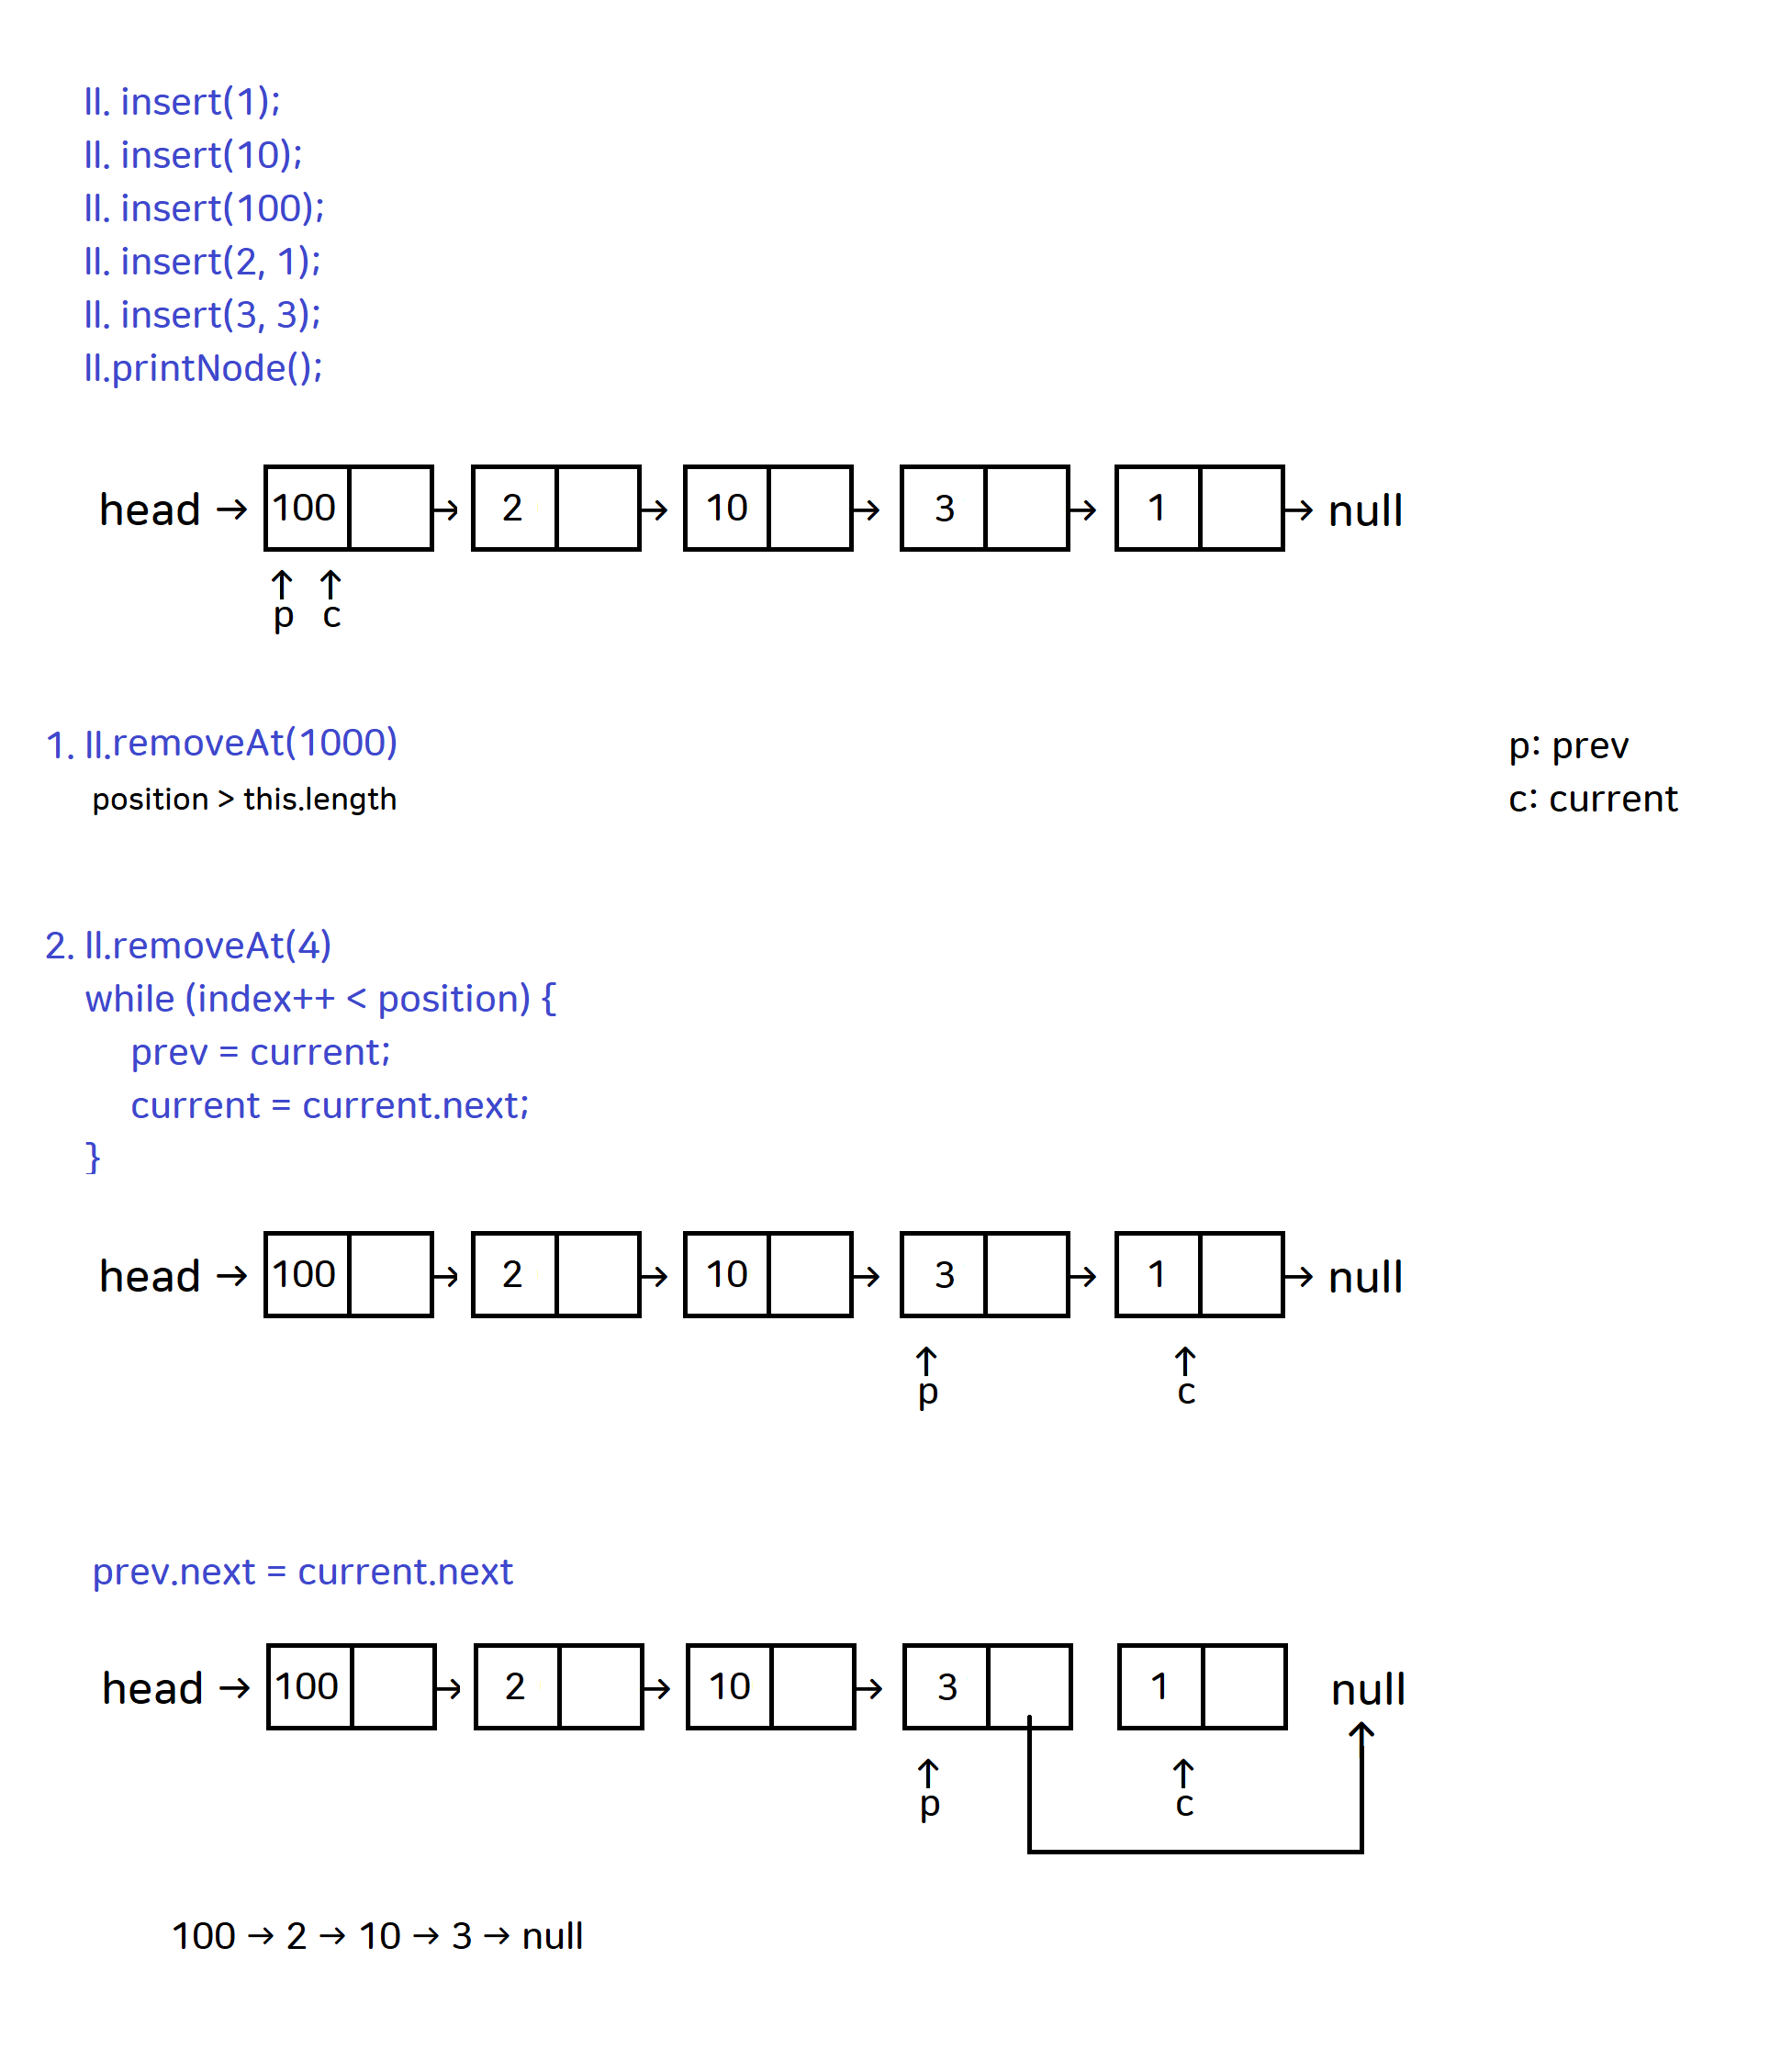 ll. insert(1);
ll. insert(10);
ll. insert(100);
ll. insert(2, 1);
ll. insert(3, 3);
ll.printNode();
head → 100 → 2 → 10 → 3 → 1 → null
↑ ↑
p c
1. ll.removeAt(1000)
position > this.length
p: prev
c: current
2. ll.removeAt(4)
while (index++ < position) {
prev = current;
current = current.next;
}
head → 100 → 2 → 10 → 3 → 1 → null
↑ ↑
p c
prev.next = current.next
head → 100 → 2 → 10 → 3 1 null
↑ ↑
p c
100 → 2 → 10 → 3 → null